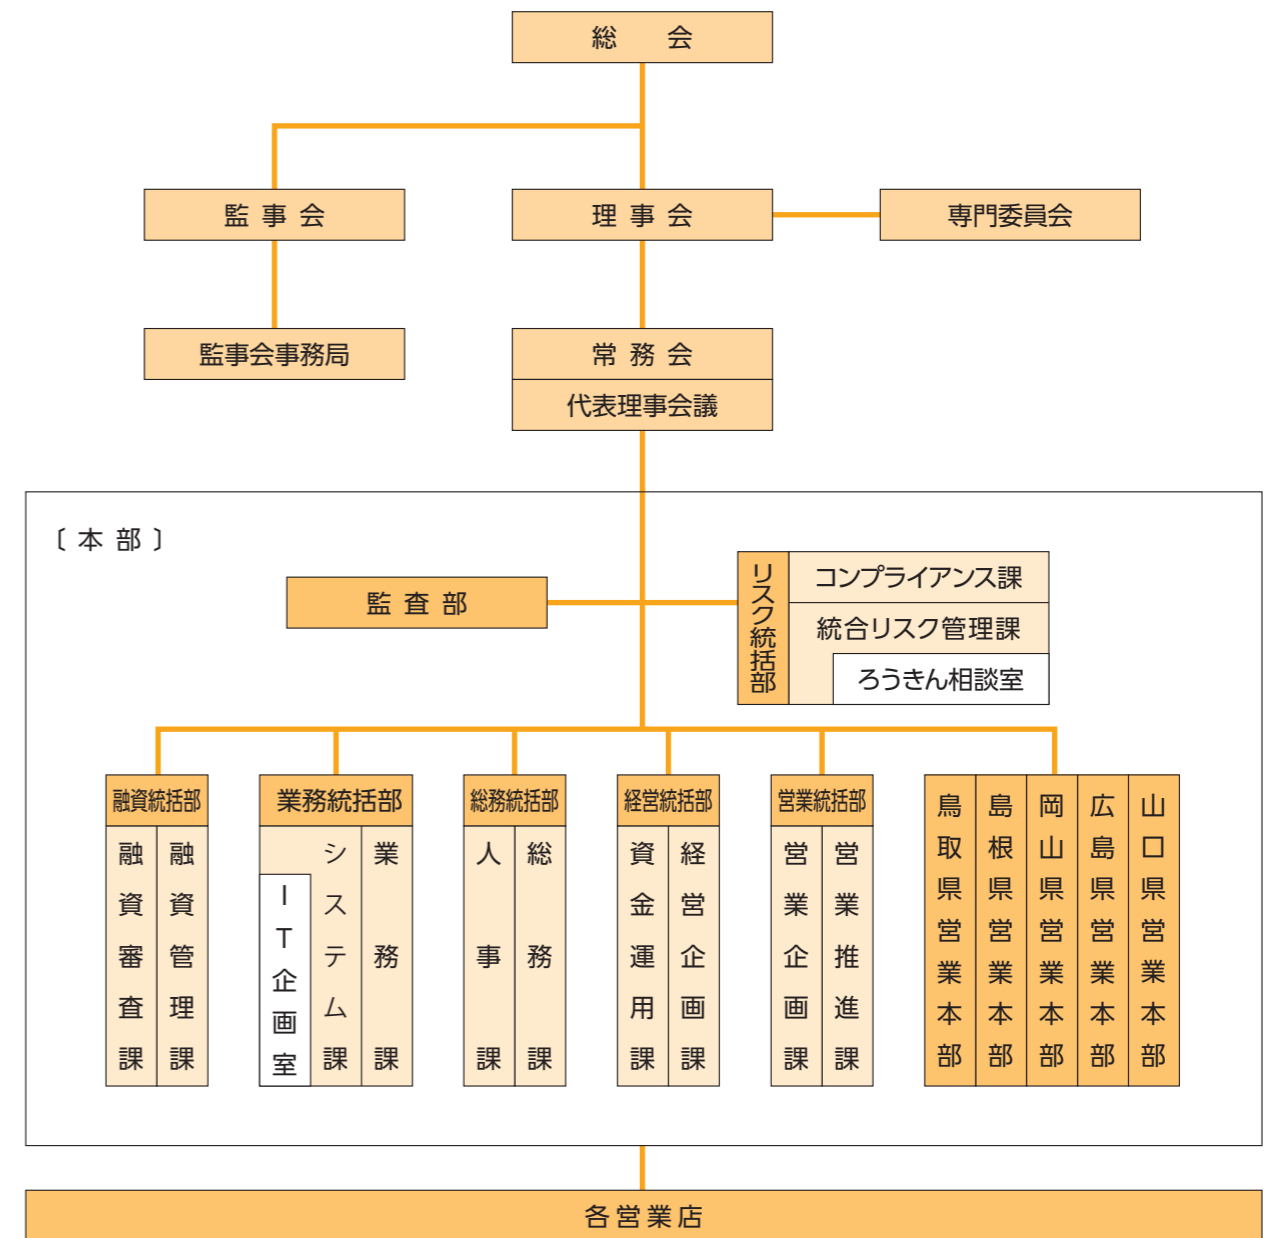 総　会
監事会
理事会
専門委員会
監事会事務局
常務会
代表理事会議
〔本部〕
監査部
リスク統括部
コンプライアンス課
統合リスク管理課
ろうきん相談室
融資統括部
融資管理課
融資審査課
業務統括部
業務課
システム課
IT企画室
総務統括部
総務課
人事課
経営統括部
経営企画課
資金運用課
営業統括部
営業推進課
営業企画課
鳥取県営業本部
島根県営業本部
岡山県営業本部
広島県営業本部
山口県営業本部
各営業店